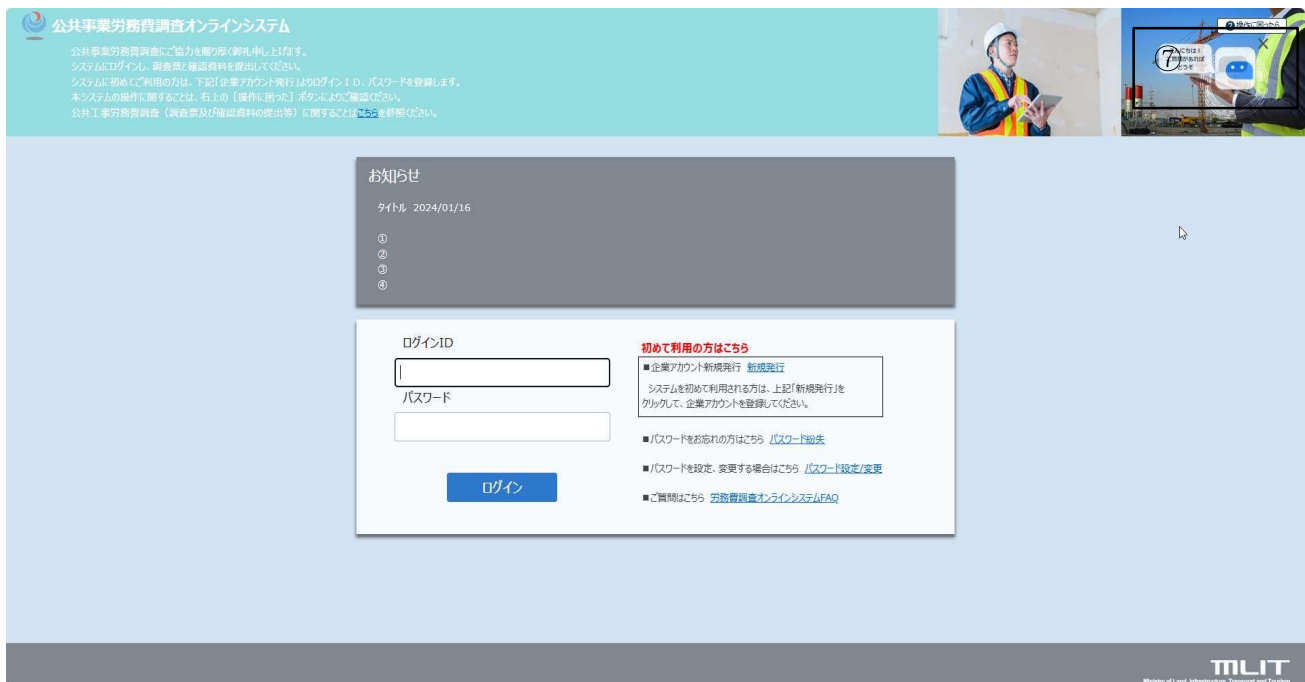 公共事業労務費調査オンラインシステム
公共事業労務費調査にご協力を賜り厚く御礼申し上げます。
システムにログインし、調査票と確認資料を提出してください。
システムに初めてご利用の方は、下記「企業アカウント発行」よりログインID、パスワードを登録します。
本システムの操作に関することは、右上の「操作に困った」ボタンによりご確認ください。
公共工事労務費調査（調査票及び確認資料の提出等）に関することはこちらを参照ください。
操作に困ったら
⑦
にちは！
問があれば
どうぞ
お知らせ
タイトル 2024/01/16
①
②
③
④
ログインID
パスワード
ログイン
初めて利用の方はこちら
■企業アカウント新規発行 新規発行
システムを初めて利用される方は、上記「新規発行」を
クリックして、企業アカウントを登録してください。
■パスワードをお忘れの方はこちら パスワード紛失
■パスワードを設定、変更する場合はこちら パスワード設定/変更
■ご質問はこちら 労務費調査オンラインシステムFAQ
MLIT
Ministry of Land, Infrastructure, Transport and Tourism